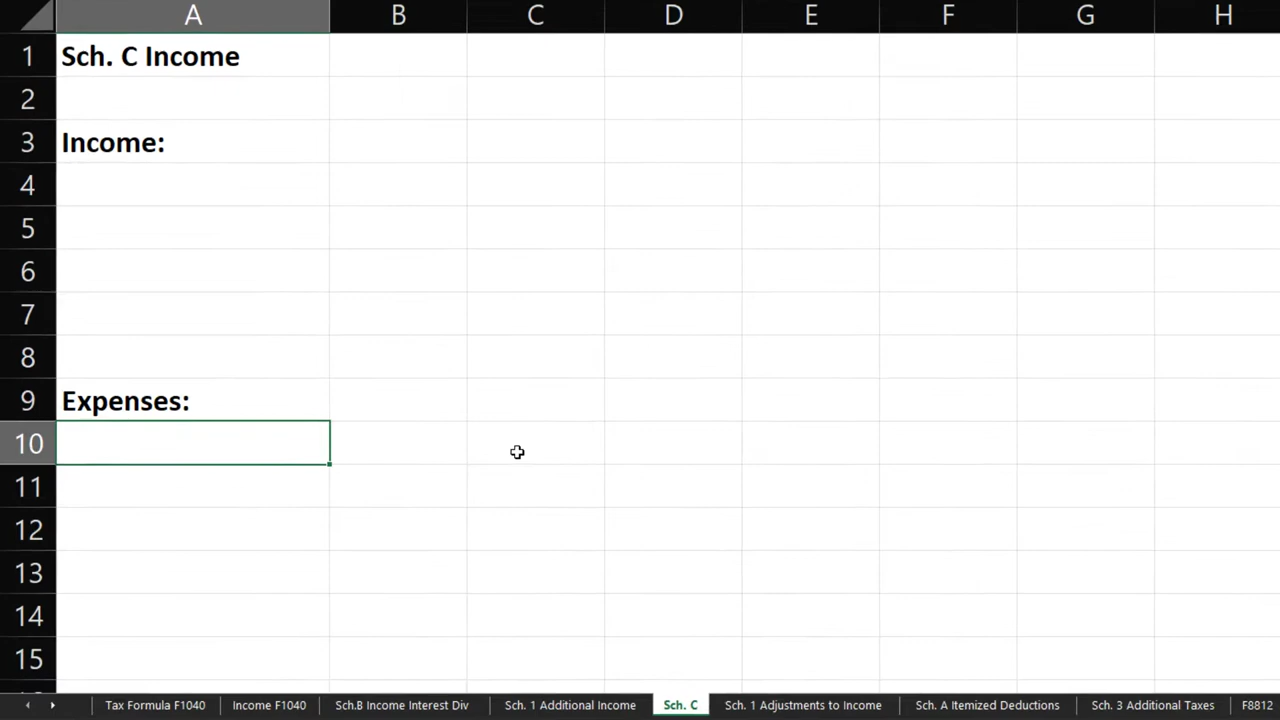 A B C D E F G H
1 Sch. C Income
2
3 Income:
4
5
6
7
8
9 Expenses:
10
11
12
13
14
15
Tax Formula F1040 Income F1040 Sch.B Income Interest Div Sch. 1 Additional Income Sch. C Sch. 1 Adjustments to Income Sch. A Itemized Deductions Sch. 3 Additional Taxes F8812